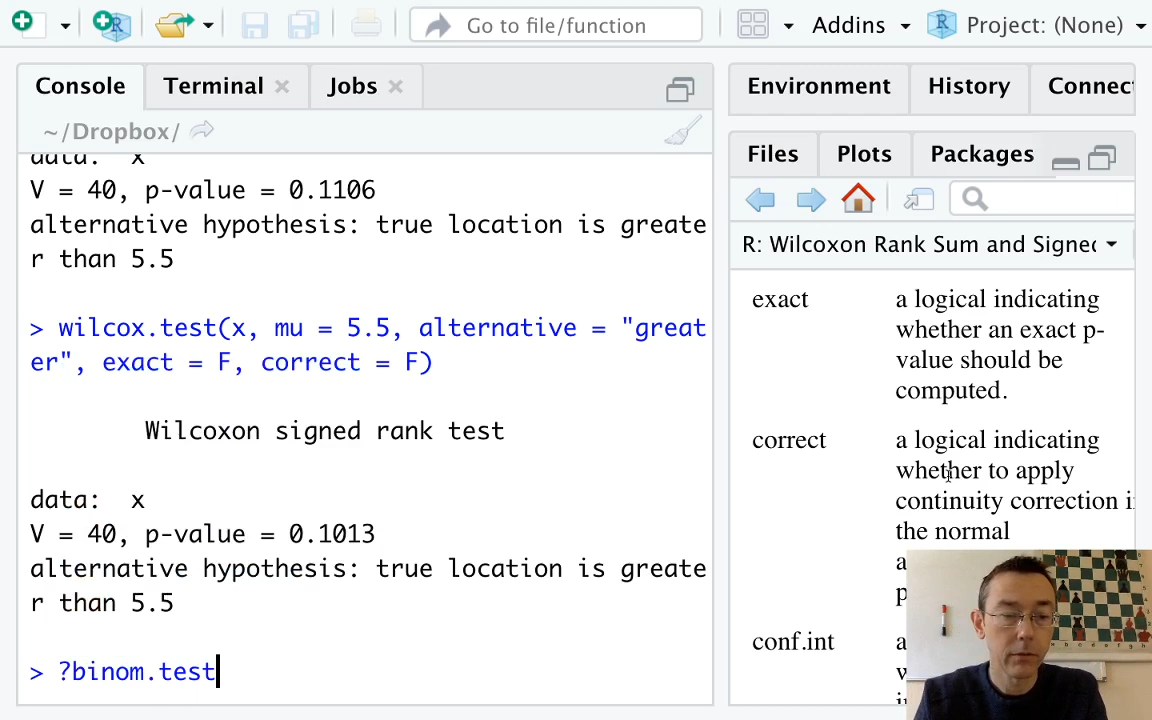 Go to file/function
Addins
Project: (None)
Console
Terminal
Jobs
~/Dropbox/
data: x
V = 40, p-value = 0.1106
alternative hypothesis: true location is greate
r than 5.5
> wilcox.test(x, mu = 5.5, alternative = "great
er", exact = F, correct = F)
Wilcoxon signed rank test
data: x
V = 40, p-value = 0.1013
alternative hypothesis: true location is greate
r than 5.5
> ?binom.test
Environment
History
Connec
Files
Plots
Packages
R: Wilcoxon Rank Sum and Signed
exact
a logical indicating
whether an exact p-
value should be
computed.
correct
a logical indicating
whether to apply
continuity correction i
the normal
a
p
conf.int
a